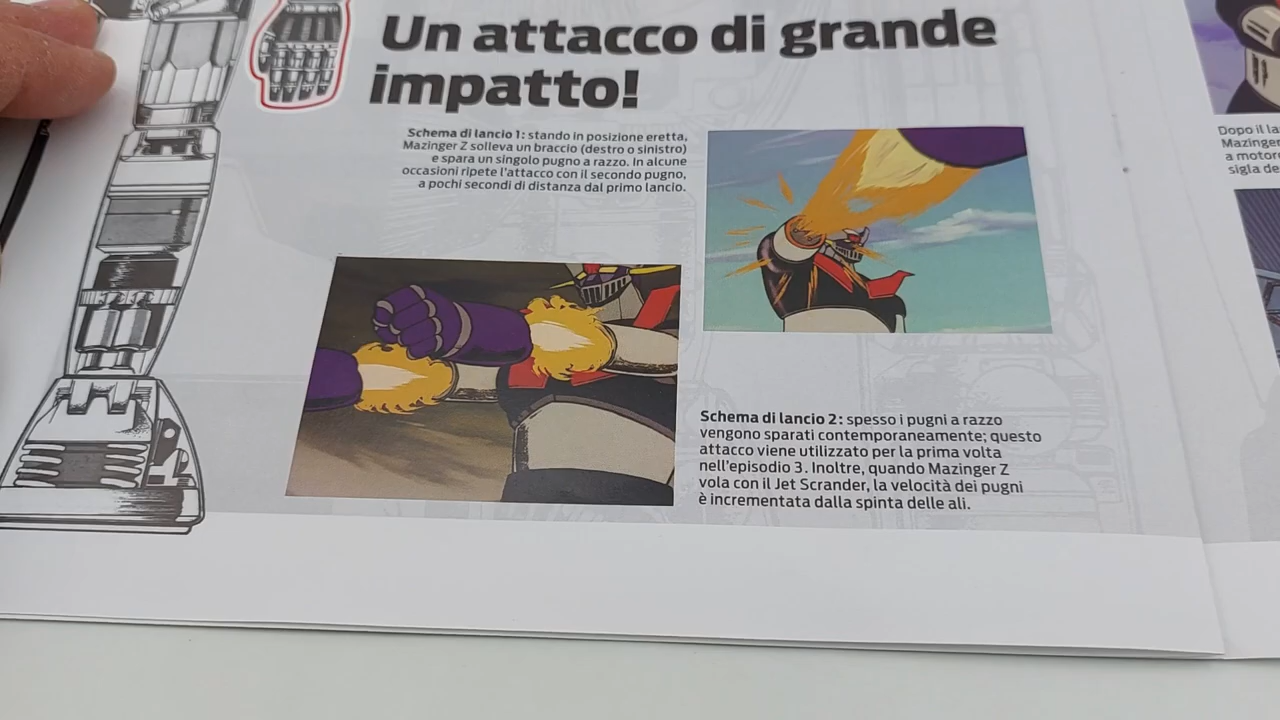 Un attacco di grande
impatto!
Schema di lancio 1: stando in posizione eretta,
Mazinger Z solleva un braccio (destro o sinistro)
e spara un singolo pugno a razzo. In alcune
occasioni ripete l'attacco con il secondo pugno,
a pochi secondi di distanza dal primo lancio.
Schema di lancio 2: spesso i pugni a razzo
vengono sparati contemporaneamente; questo
attacco viene utilizzato per la prima volta
nell'episodio 3. Inoltre, quando Mazinger Z
vola con il Jet Scrander, la velocità dei pugni
è incrementata dalla spinta delle ali.
Dopo il la
Mazinger
a motore
sigla de